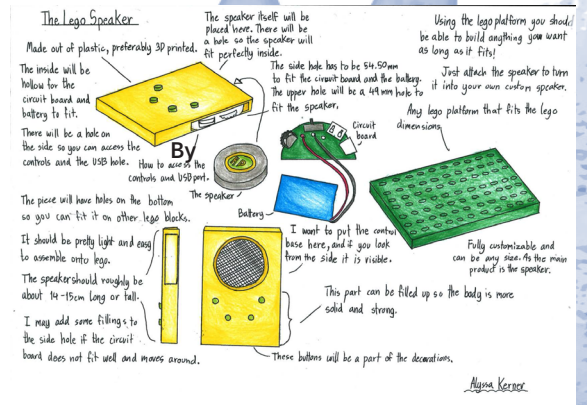 The Lego Speaker
Made out of plastic, preferably 3D printed.
The inside will be
hollow for the
circuit board and
battery to fit.
There will be a hole on
the side so you can access the
controls and the USB hole.
The speaker itself will be
placed here. There will be
a hole so the speaker will
fit perfectly inside.
The side hole has to be 54.50mm
to fit the circuit board and the battery.
The upper hole will be a 49mm hole to
fit the speaker.
Using the lego platform you should
be able to build anything you want
as long as it fits!
Just attach the speaker to turn
it into your own custom speaker.
Any lego platform that fits the lego
dimensions
By
How to access the
controls and USB port.
The speaker
Circuit
board
Battery
The piece will have holes on the bottom
so you can fit it on other lego blocks.
It should be pretty light and easy
to assemble onto lego.
The speaker should roughly be
about 14-15cm long or tall.
I may add some fillings to
the side hole if the circuit
board does not fit well and moves around.
I want to put the control
base here, and if you look
from the side it is visible.
This part can be filled up so the body is more
solid and strong.
These buttons will be a part of the decorations.
Fully customizable and
can be any size. As the main
product is the speaker.
Alyssa Kerner